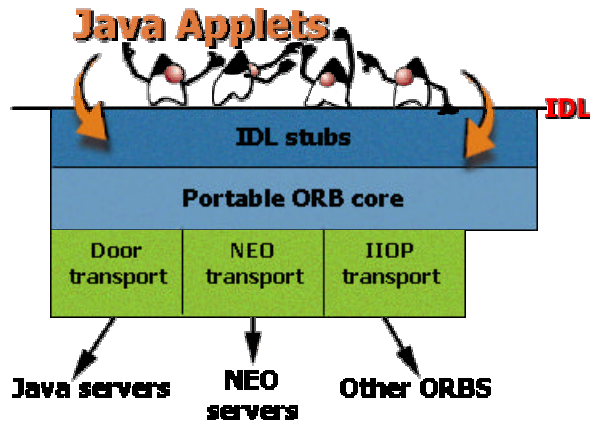 Java Applets
IDL
IDL stubs
Portable ORB core
Door
transport
NEO
transport
IIOP
transport
Java servers
NEO
servers
Other ORBS